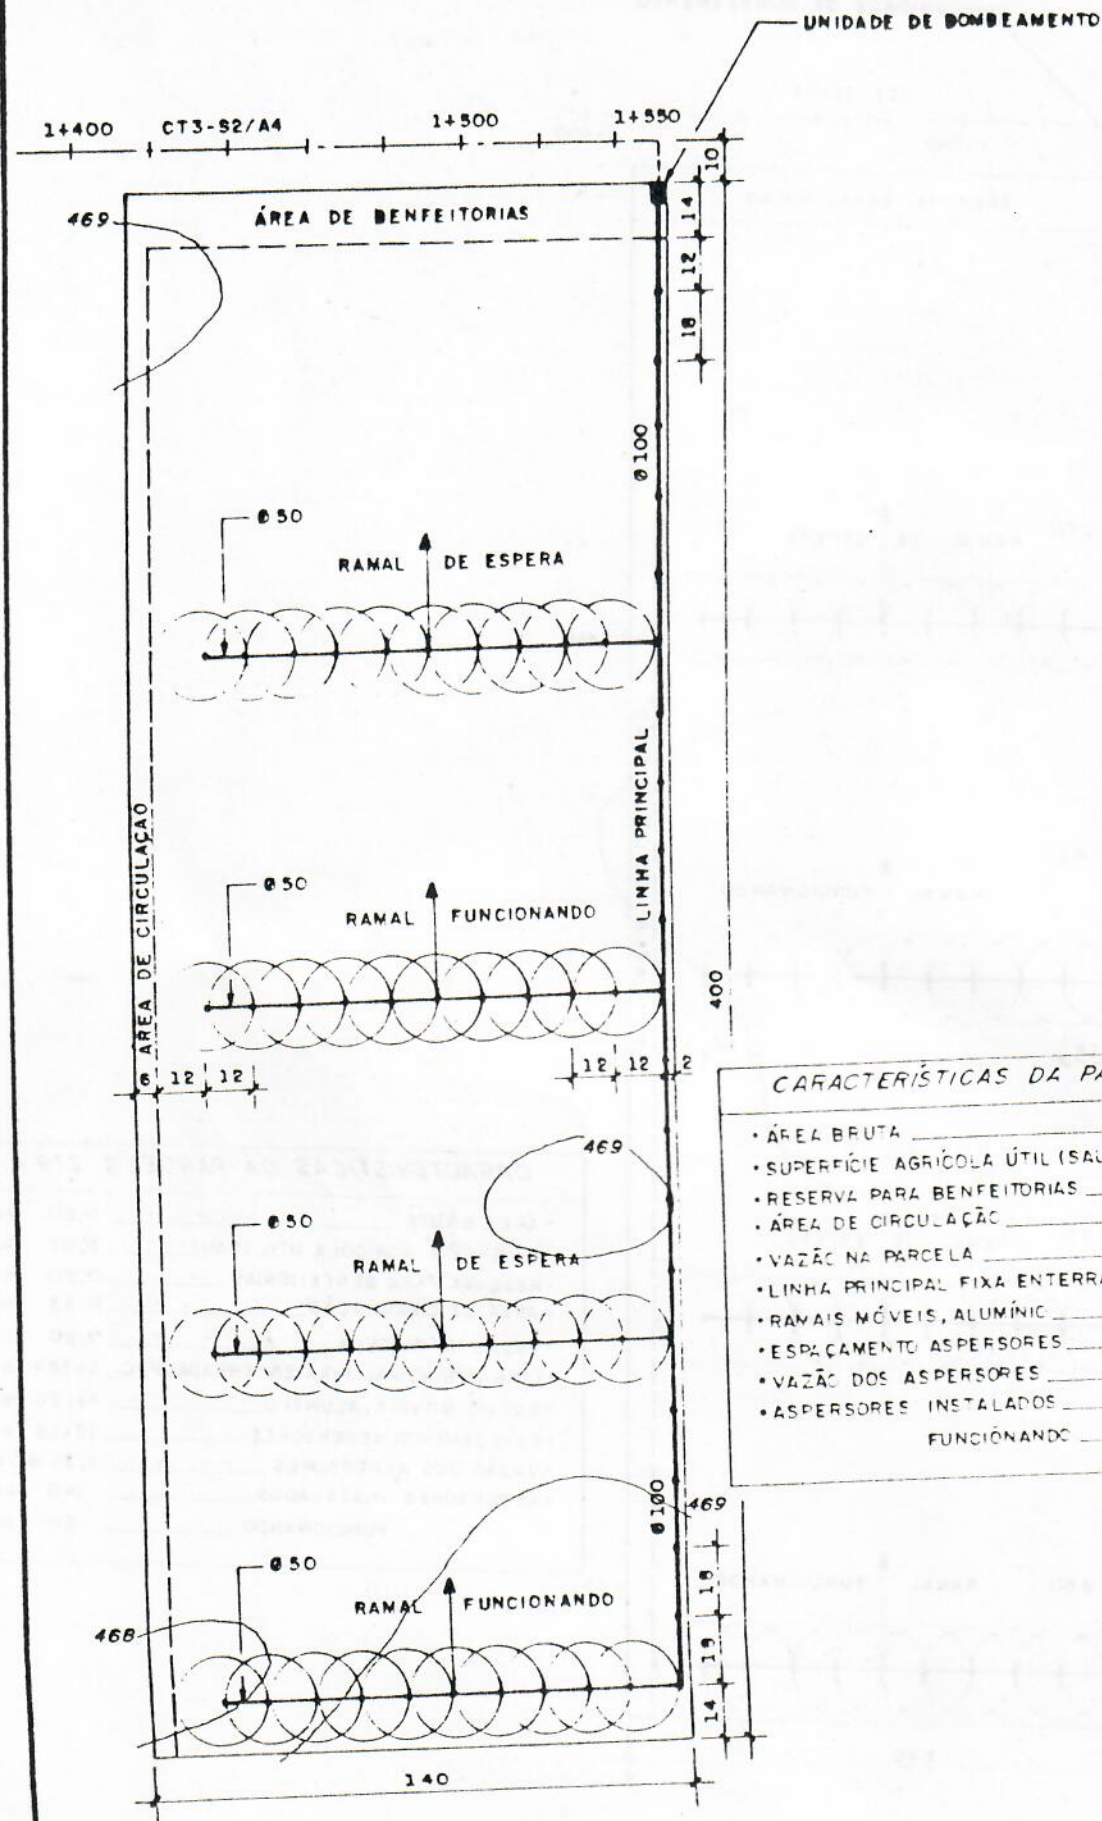 UNIDADE DE BOMBEAMENTO
1+400 CT3-S2/A4 1+500 1+550
10
469
ÁREA DE BENFEITORIAS
14
12
18
Ø100
Ø50
RAMAL DE ESPERA
LINHA PRINCIPAL
ÁREA DE CIRCULAÇÃO
Ø50
RAMAL FUNCIONANDO
400
6 12 12
12 12 2
CARACTERÍSTICAS DA
• ÁREA BRUTA
• SUPERFÍCIE AGRÍCOLA ÚTIL
• RESERVA PARA BENFEITORIAS
• ÁREA DE CIRCULAÇÃO
• VAZÃO NA PARCELA
• LINHA PRINCIPAL FIXA
• RAMAIS MÓVEIS, ALUMÍNIO
• ESPAÇAMENTO ASPERSORES
• VAZÃO DOS ASPERSORES
• ASPERSORES INSTALADOS
FUNCIONANDO
469
Ø50
RAMAL DE ESPERA
Ø100
469
Ø50
RAMAL FUNCIONANDO
468
18
18
14
140